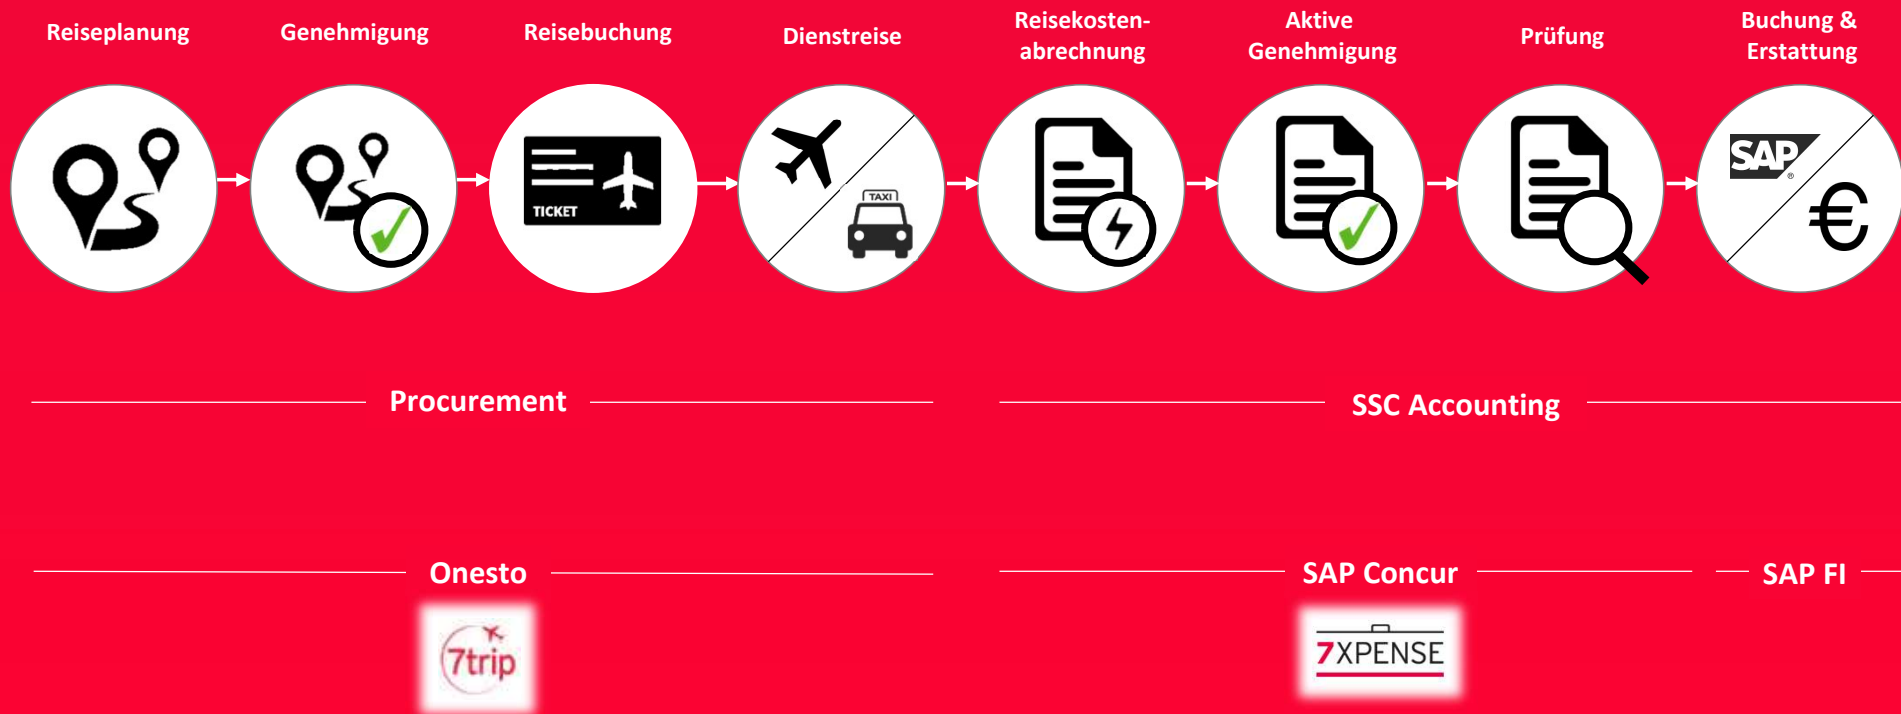 Reiseplanung
Genehmigung
Reisebuchung
Dienstreise
Reisekosten-
abrechnung
Aktive
Genehmigung
Prüfung
Buchung &
Erstattung
TICKET
TAXI
SAP
®
€
Procurement
SSC Accounting
Onesto
SAP Concur
SAP FI
7trip
7XPENSE